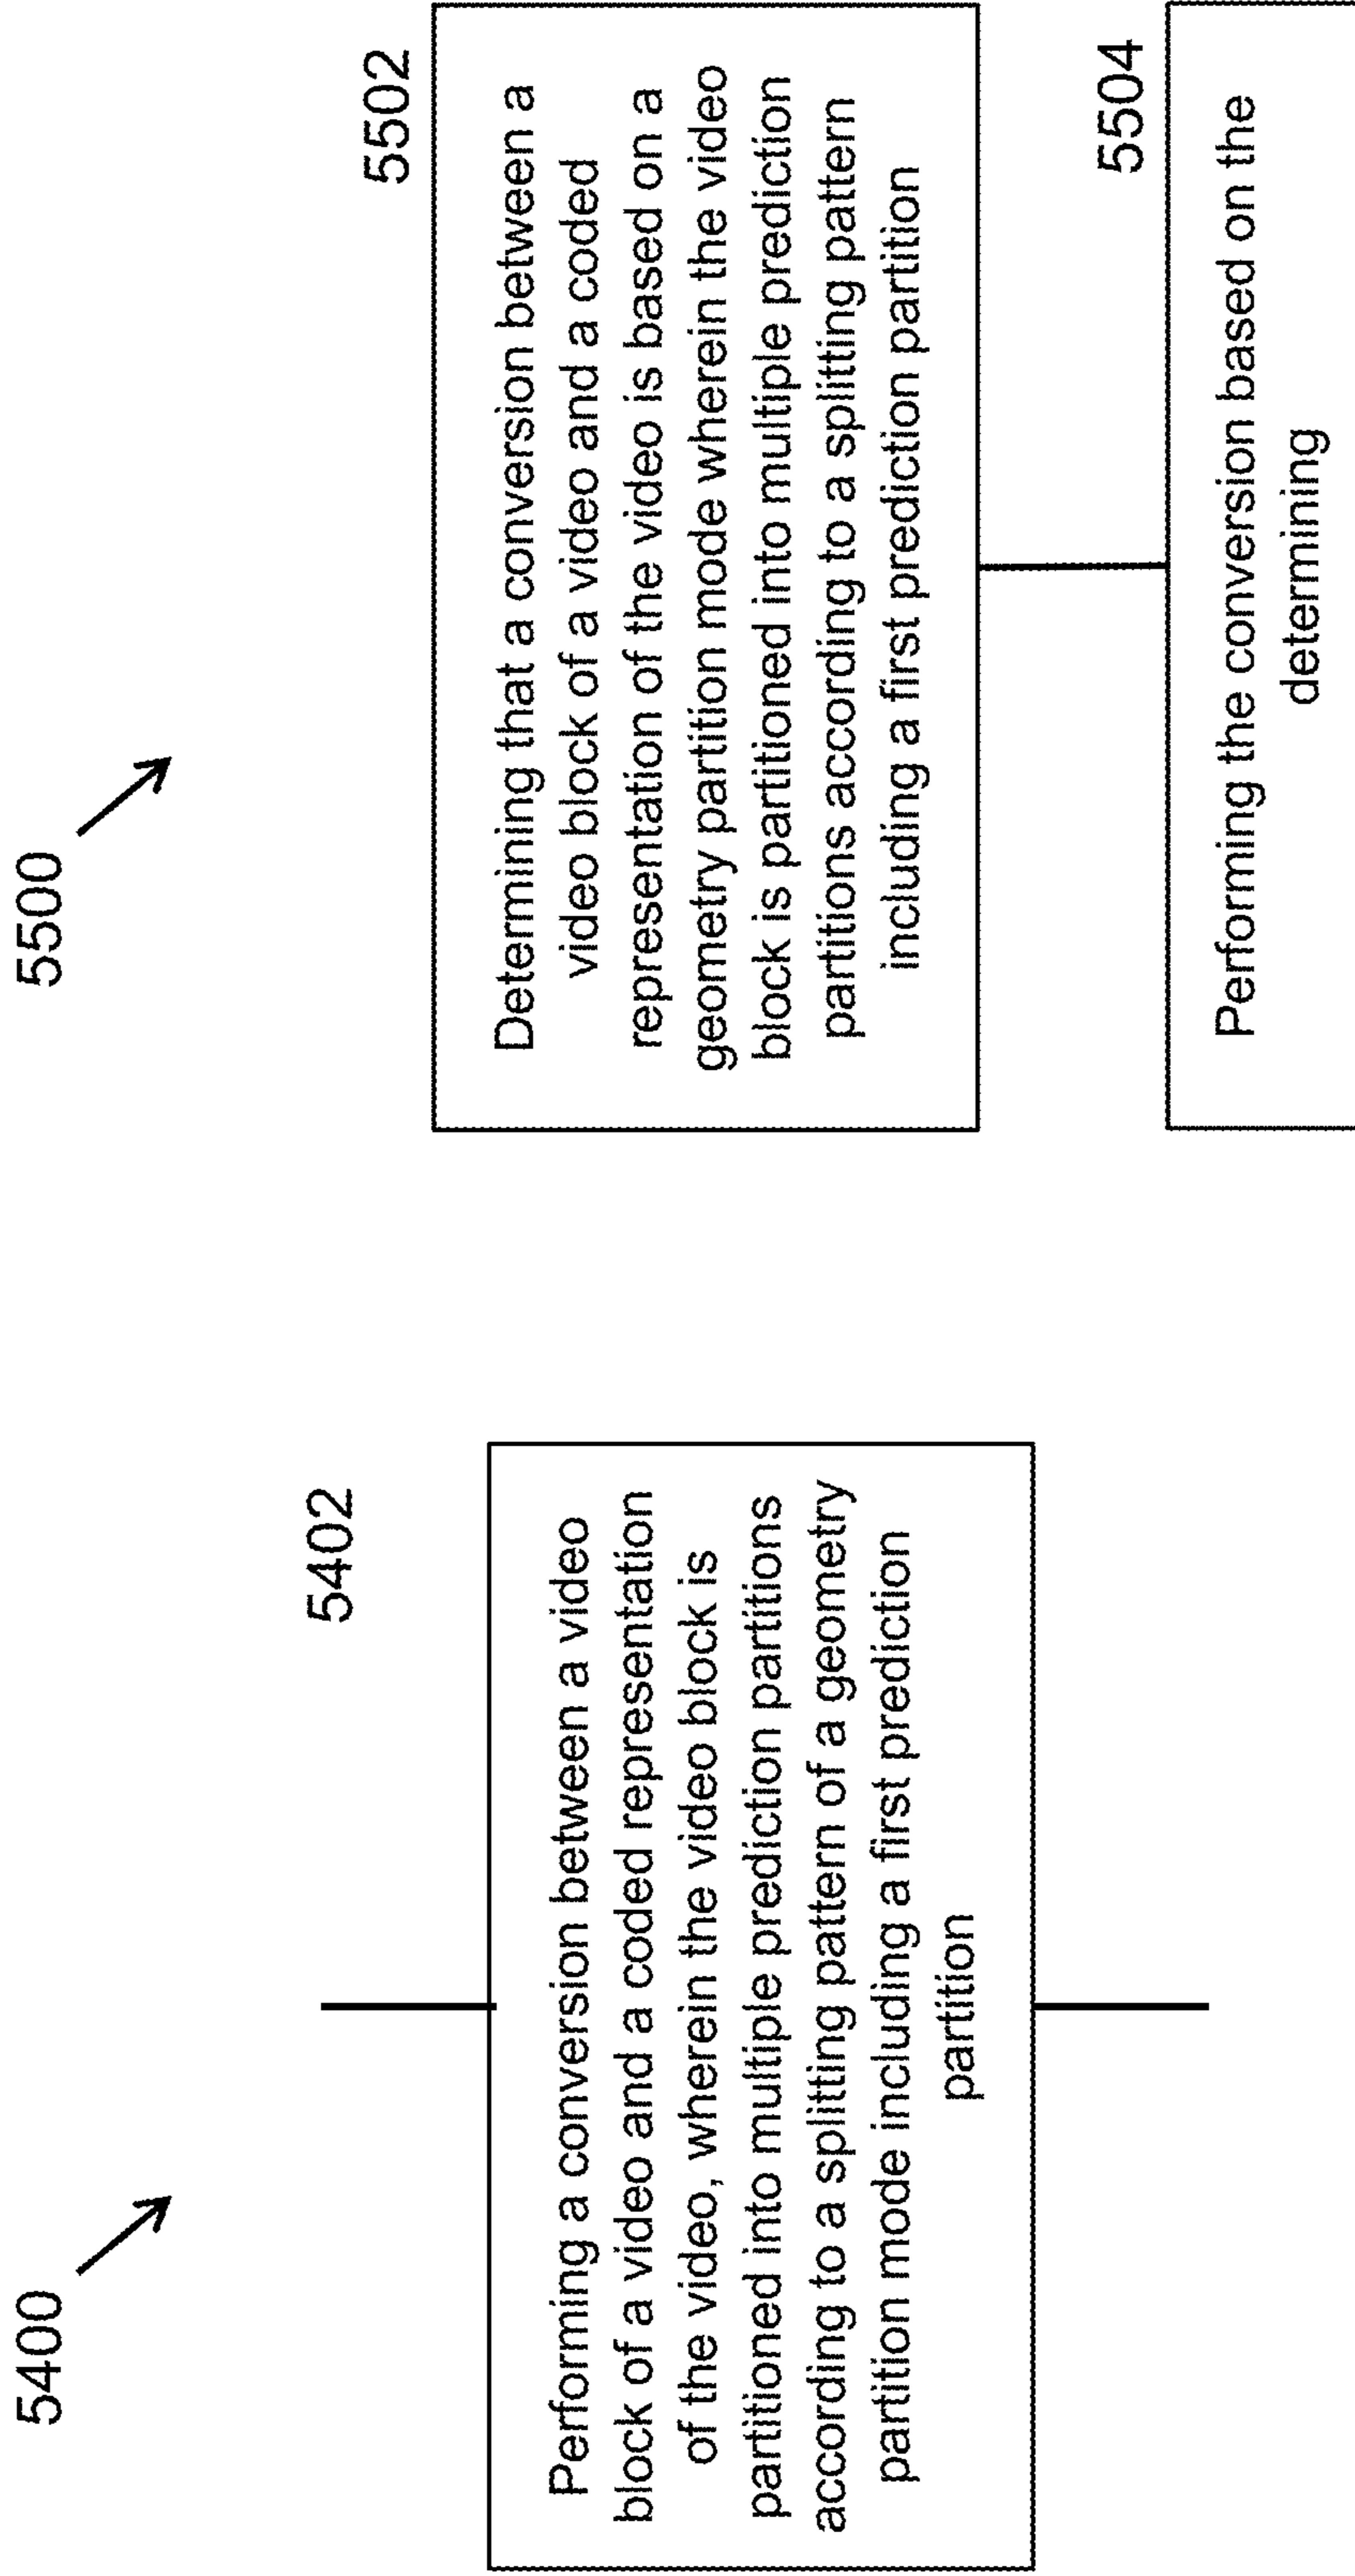 5400
5402
Performing a conversion between a video
block of a video and a coded representation
of the video, wherein the video block is
partitioned into multiple prediction partitions
according to a splitting pattern of a geometry
partition mode including a first prediction
partition
5500
5502
Determining that a conversion between a
video block of a video and a coded
representation of the video is based on a
geometry partition mode wherein the video
block is partitioned into multiple prediction
partitions according to a splitting pattern
including a first prediction partition
5504
Performing the conversion based on the
determining